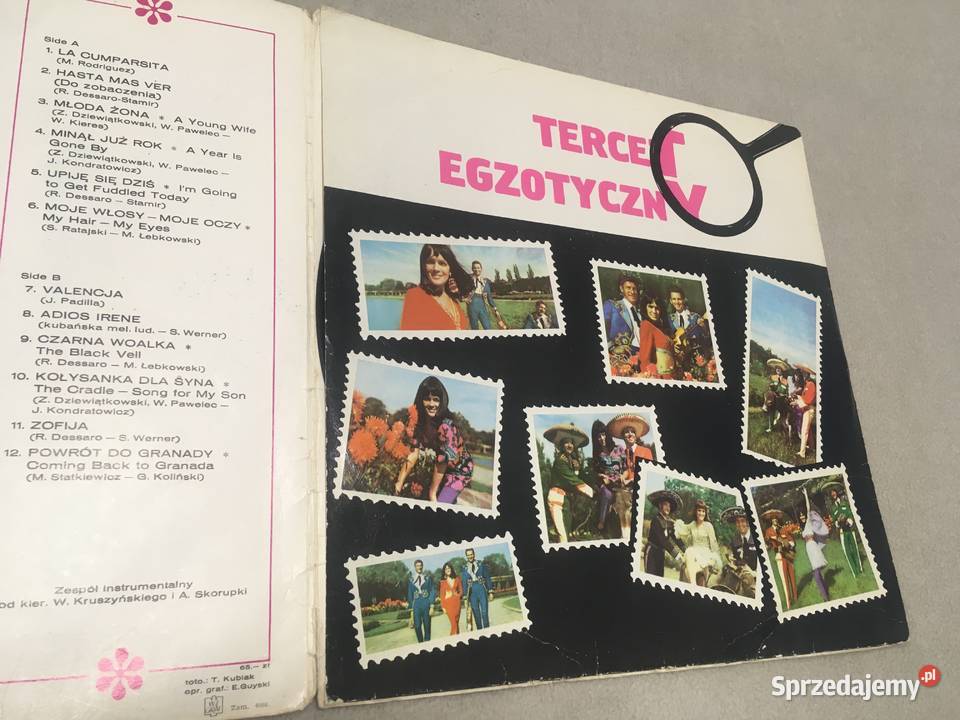 Side A
1. LA CUMPARSITA
(M. Rodriguez)
2. HASTA MAS VER
(Do zobaczenia)
(R. Dessaro-Stamir)
3. MŁODA ŻONA * A Young Wife
(Z. Dziewiątkowski, W. Pawelec –
W. Kieres)
4. MINĄŁ JUŻ ROK * A Year Is
Gone By
(Z. Dziewiątkowski, W. Pawelec –
J. Kondratowicz)
5. UPIJĘ SIĘ DZIŚ * I'm Going
to Get Fuddled Today
(R. Dessaro – Stamir)
6. MOJE WŁOSY – MOJE OCZY *
My Hair – My Eyes
(S. Ratajski – M. Łebkowski)
Side B
7. VALENCJA
(J. Padilla)
8. ADIOS IRENE
(kubańska mel. lud. – S. Werner)
9. CZARNA WOALKA *
The Black Veil
(R. Dessaro – M. Łebkowski)
10. KOŁYSANKA DLA SYNA *
The Cradle – Song for My Son
(Z. Dziewiątkowski, W. Pawelec –
J. Kondratowicz)
11. ZOFIJA
(R. Dessaro – S. Werner)
12. POWRÓT DO GRANADY *
Coming Back to Granada
(M. Statkiewicz – G. Koliński)
Zespół instrumentalny
od kier. W. Kruszyńskiego i A. Skorupki
65.– zł
foto.: T. Kubiak
opr. graf.: E. Guyski
Zam.
TERCET
EGZOTYCZNY
Sprzedajemy.pl